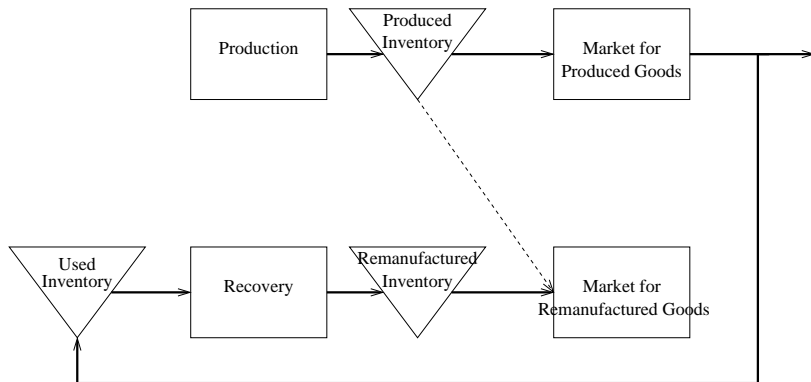 Production
Produced
Inventory
Market for
Produced Goods
Used
Inventory
Recovery
Remanufactured
Inventory
Market for
Remanufactured Goods